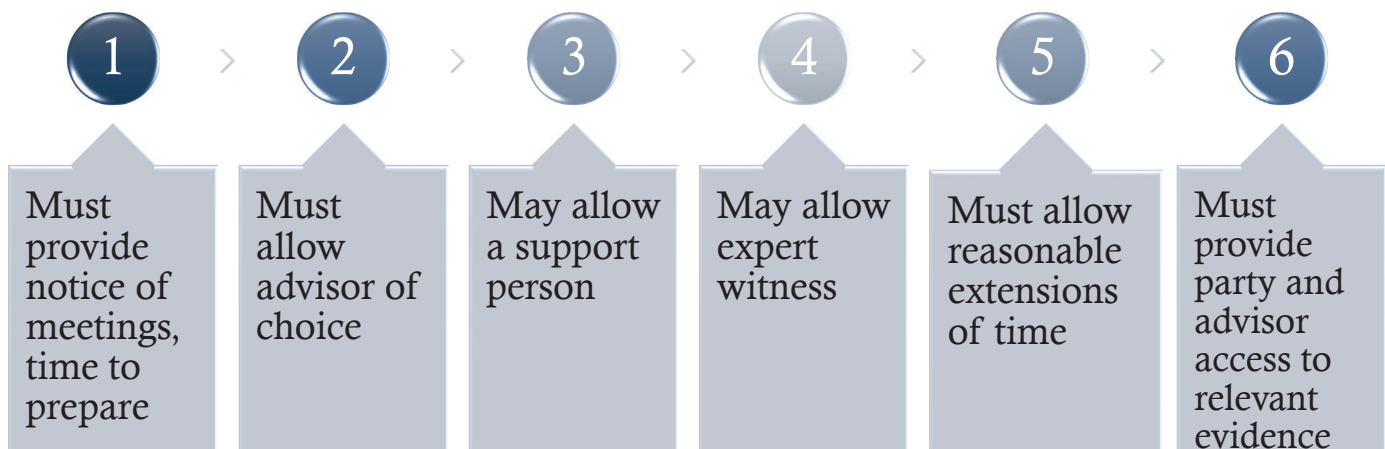 1
2
3
4
5
6
Must
provide
notice of
meetings,
time to
prepare
Must
allow
advisor of
choice
May allow
a support
person
May allow
expert
witness
Must allow
reasonable
extensions
of time
Must
provide
party and
advisor
access to
relevant
evidence